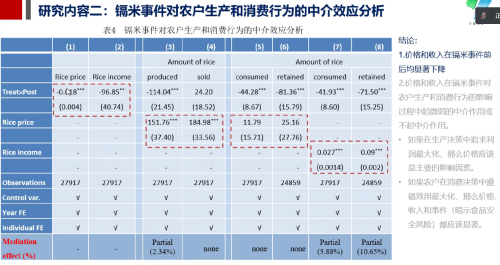 研究内容二：镉米事件对农户生产和消费行为的中介效应分析
正
表4 镉米事件对农户生产和消费行为的中介效应分析
(1) (2) (3) (4) (5) (6) (7) (8)
Amount of rice Amount of rice
Rice price Rice income produced sold consumed retained consumed retained
Treat×Post -0.018*** -96.85** -114.04*** 24.20 -44.28*** -81.36*** -41.93*** -71.50***
(0.004) (40.74) (21.45) (18.52) (8.67) (15.79) (8.60) (15.25)
Rice price - - 151.76*** 184.98*** 11.79 25.16 - -
- - (37.40) (33.56) (15.71) (27.76) - -
Rice income - - - - - - 0.027*** 0.09***
- - - - - - (0.0014) (0.002)
Observations 27917 27917 27917 27917 27917 24859 27917 24859
Control var. √ √ √ √ √ √ √ √
Year FE √ √ √ √ √ √ √ √
Individual FE √ √ √ √ √ √ √ √
Mediation effect (%) - - Partial (2.34%) none none none Partial (5.88%) Partial (10.65%)
结论：
1.价格和收入在镉米事件前
后均显著下降
2.价格和收入在镉米事件对
农户生产和消费行为的影响
过程中起微弱的中介作用或
不起中介作用。
• 如果在生产决策中追求利
润最大化，那么价格应该
是主要的影响因素。
• 如果农户在消费决策中遵
循效用最大化，那么价格、
收入和事件（暗示食品安
全风险）都应该显著。